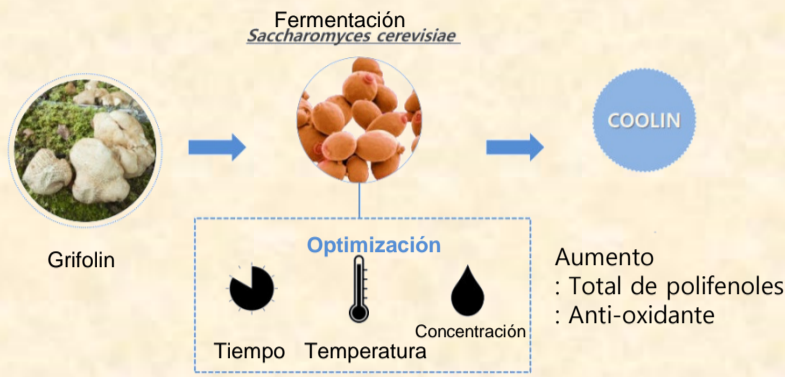 Fermentación
Saccharomyces cerevisiae
COOLIN
Grifolin
Optimización
Tiempo
Temperatura
Concentración
Aumento
: Total de polifenoles
: Anti-oxidante